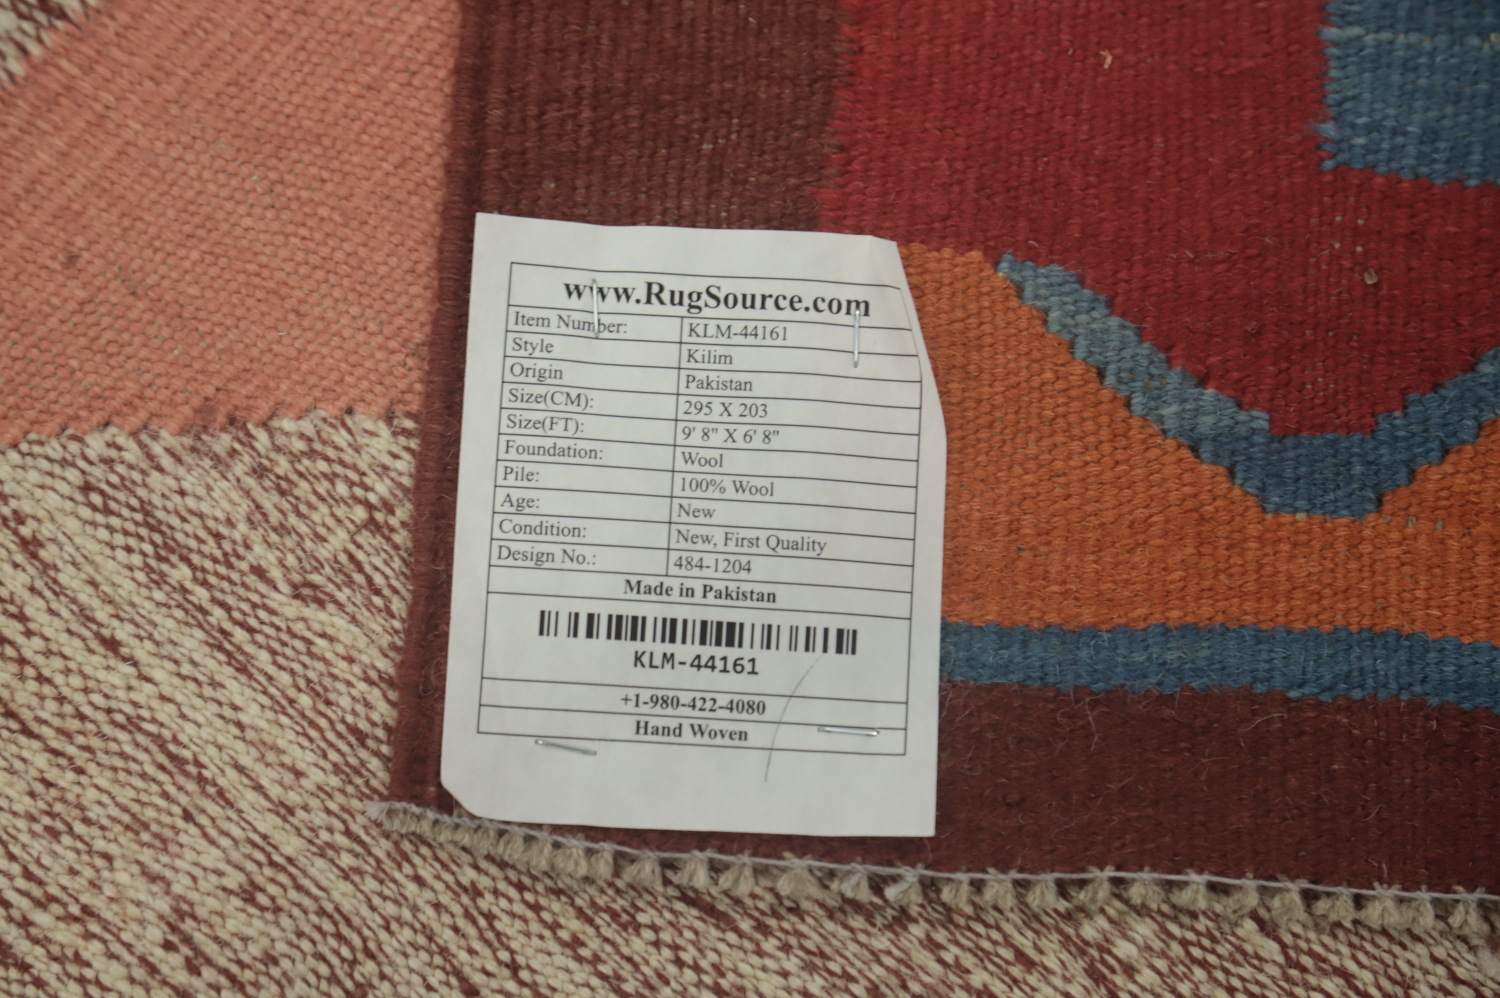 www.RugSource.com
Item Number: KLM-44161
Style Kilim
Origin Pakistan
Size(CM): 295 X 203
Size(FT): 9' 8" X 6' 8"
Foundation: Wool
Pile: 100% Wool
Age: New
Condition: New, First Quality
Design No.: 484-1204
Made in Pakistan
KLM-44161
+1-980-422-4080
Hand Woven